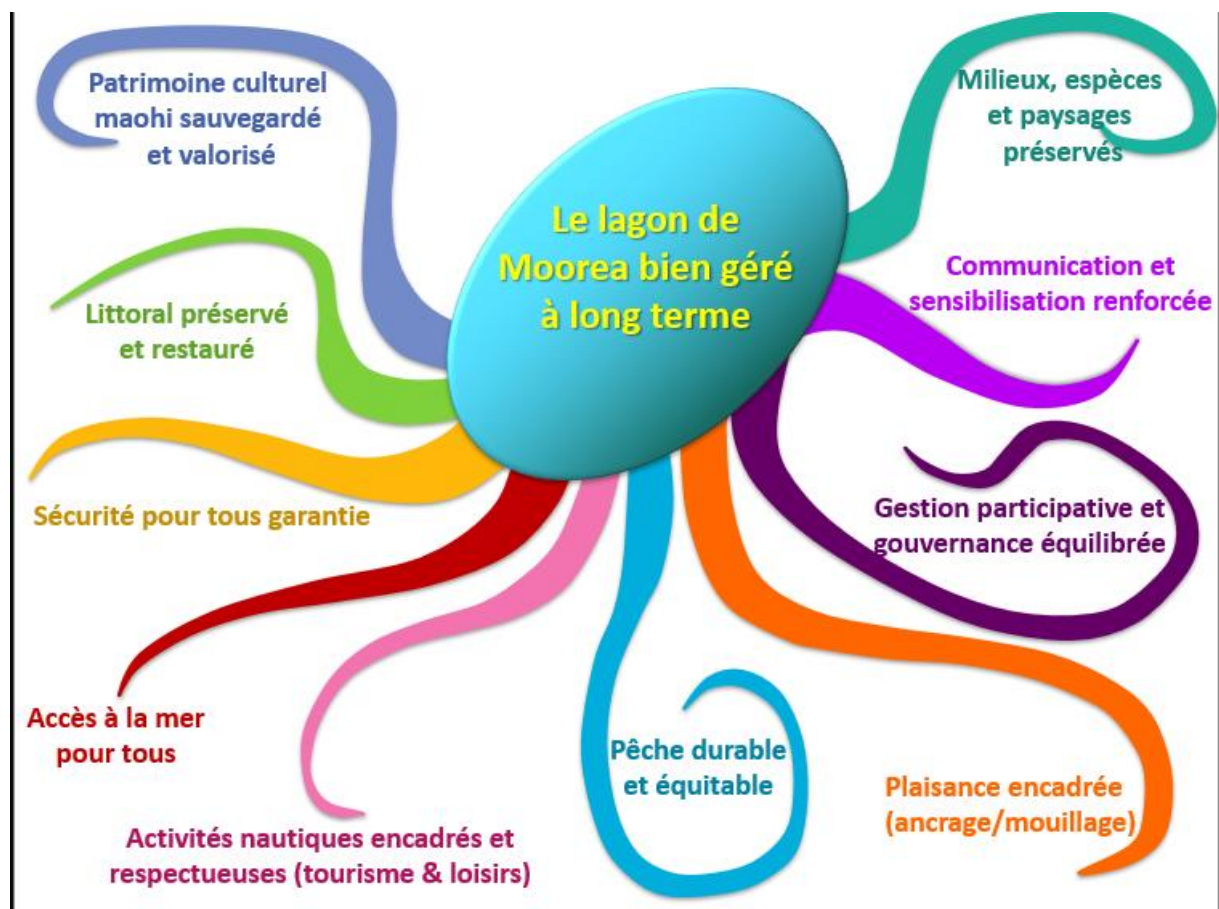 Patrimoine culturel
maohi sauvegardé
et valorisé
Milieux, espèces
et paysages
préservés
Le lagon de
Moorea bien géré
à long terme
Communication et
sensibilisation renforcée
Littoral préservé
et restauré
Sécurité pour tous garantie
Gestion participative et
gouvernance équilibrée
Accès à la mer
pour tous
Pêche durable
et équitable
Plaisance encadrée
(ancrage/mouillage)
Activités nautiques encadrés et
respectueuses (tourisme & loisirs)